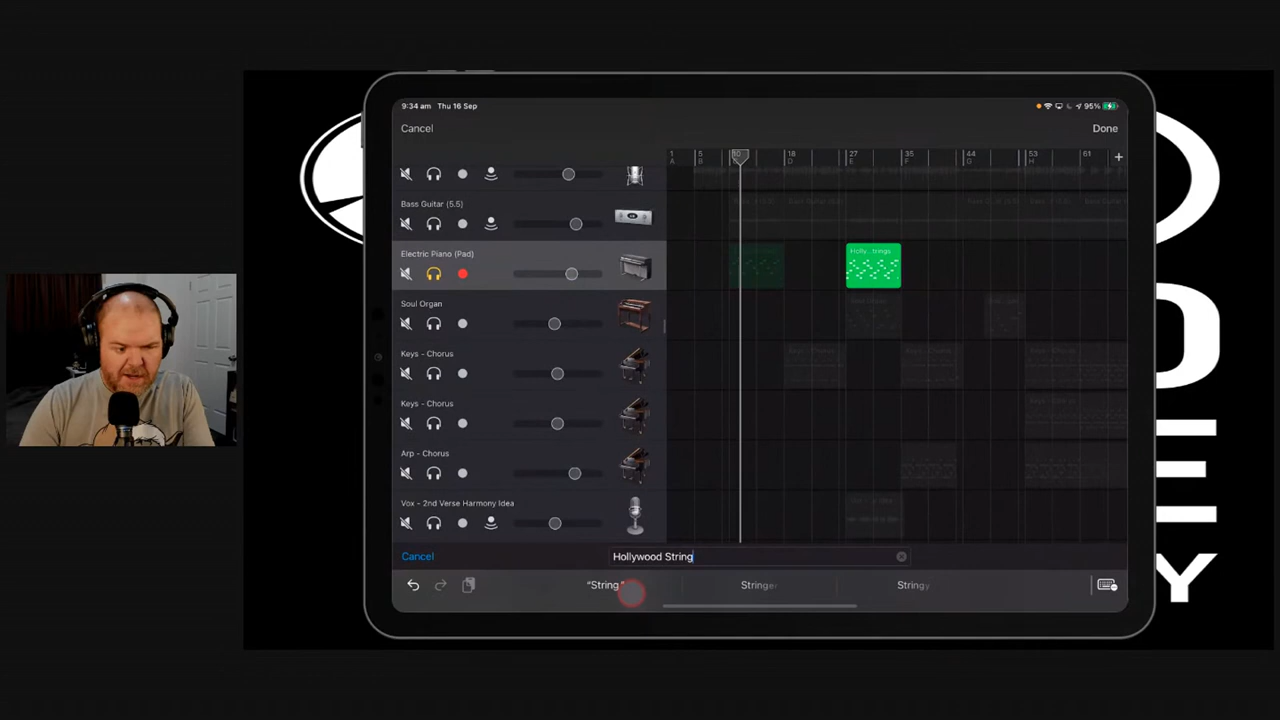 9:34 am Thu 16 Sep
95%
Cancel
Done
1 5 10 18 27 35 44 53 61
A B D E F G H
Bass Guitar (5.5)
Electric Piano (Pad)
Holly...trings
Soul Organ
Keys - Chorus
Keys - Chorus
Arp - Chorus
Vox - 2nd Verse Harmony Idea
Cancel
Hollywood String
"String"
Stringer
Stringy
O
D
E
Y